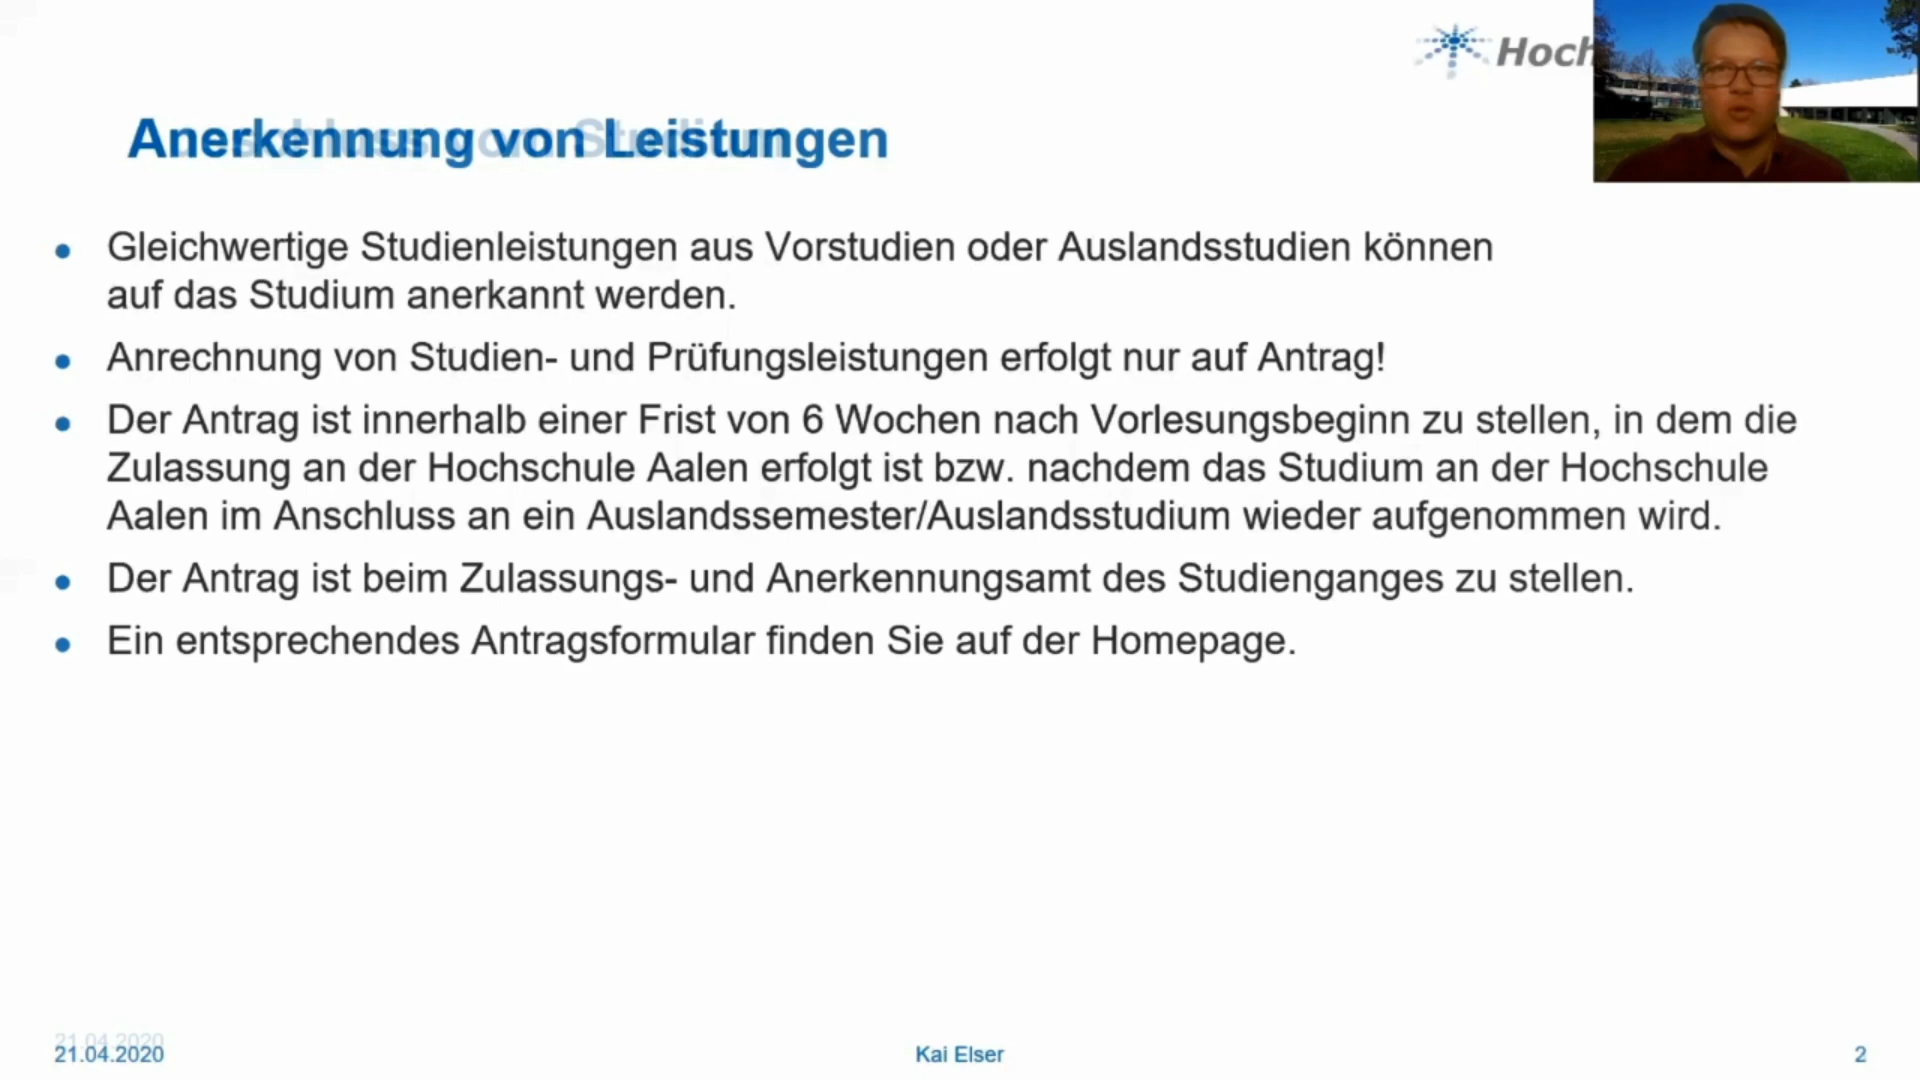 Hoch
Anerkennung von Leistungen
Gleichwertige Studienleistungen aus Vorstudien oder Auslandsstudien können
auf das Studium anerkannt werden.
Anrechnung von Studien- und Prüfungsleistungen erfolgt nur auf Antrag!
Der Antrag ist innerhalb einer Frist von 6 Wochen nach Vorlesungsbeginn zu stellen, in dem die
Zulassung an der Hochschule Aalen erfolgt ist bzw. nachdem das Studium an der Hochschule
Aalen im Anschluss an ein Auslandssemester/Auslandsstudium wieder aufgenommen wird.
Der Antrag ist beim Zulassungs- und Anerkennungsamt des Studienganges zu stellen.
Ein entsprechendes Antragsformular finden Sie auf der Homepage.
21.04.2020
21.04.2020
Kai Elser
2